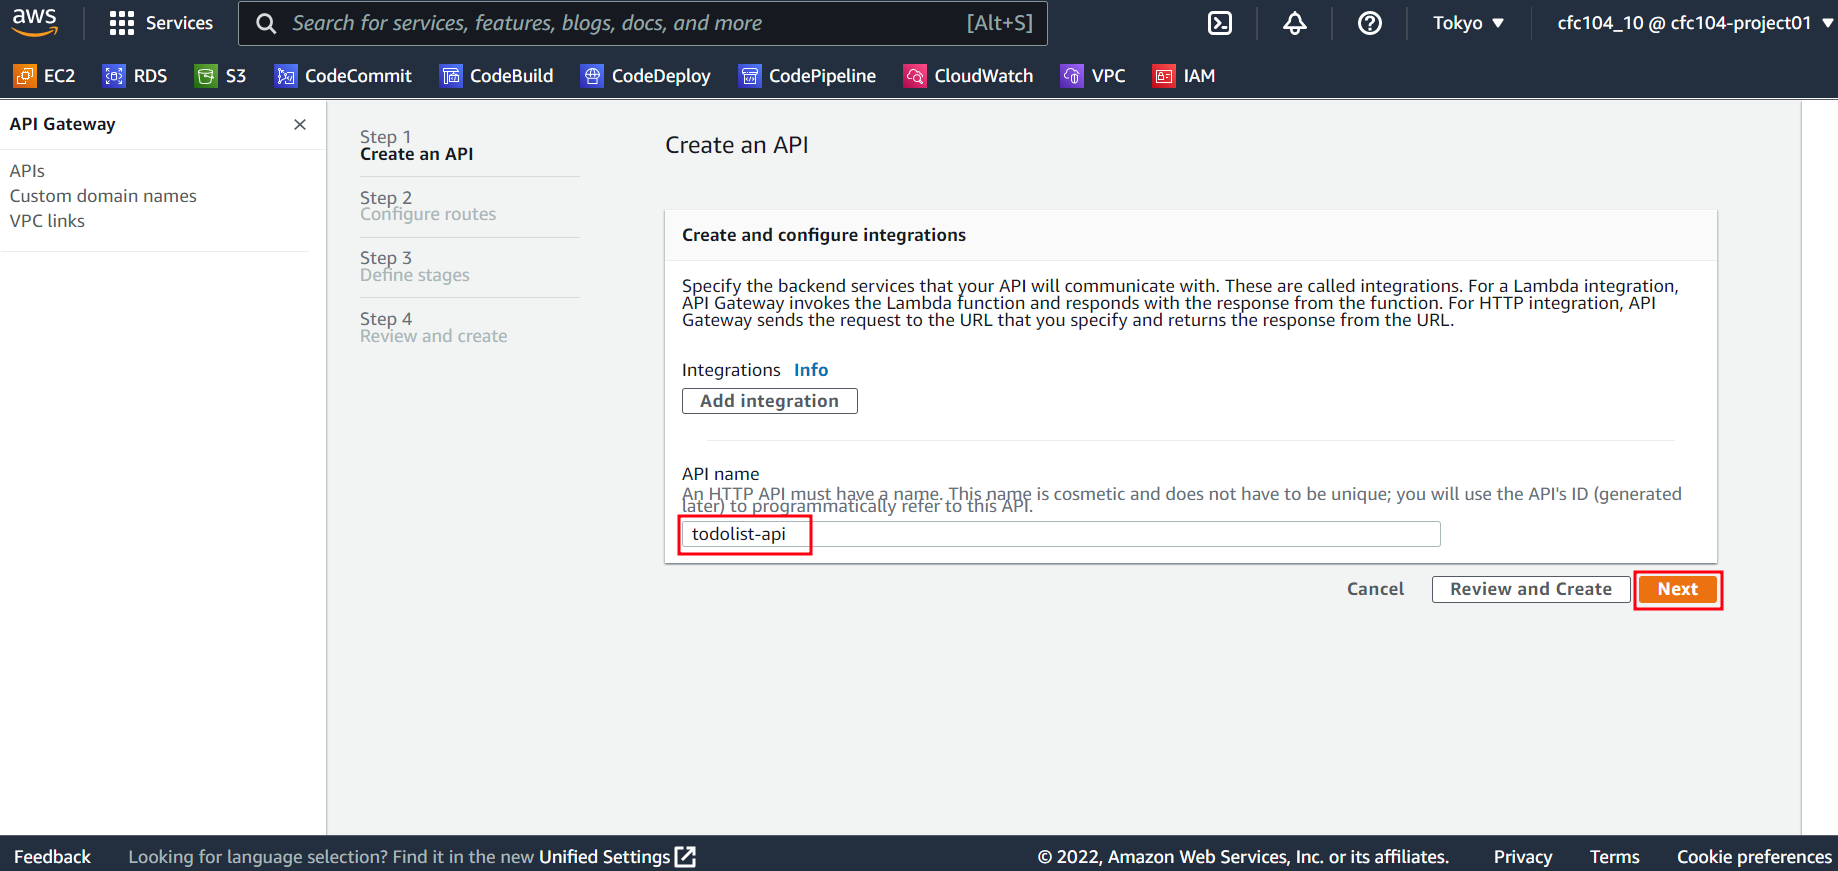 aws
Services
Search for services, features, blogs, docs, and more [Alt+S]
Tokyo ▼
cfc104_10 @ cfc104-project01 ▼
EC2
RDS
S3
CodeCommit
CodeBuild
CodeDeploy
CodePipeline
CloudWatch
VPC
IAM
API Gateway
APIs
Custom domain names
VPC links
Step 1
Create an API
Step 2
Configure routes
Step 3
Define stages
Step 4
Review and create
Create an API
Create and configure integrations
Specify the backend services that your API will communicate with. These are called integrations. For a Lambda integration,
API Gateway invokes the Lambda function and responds with the response from the function. For HTTP integration, API
Gateway sends the request to the URL that you specify and returns the response from the URL.
Integrations Info
Add integration
API name
An HTTP API must have a name. This name is cosmetic and does not have to be unique; you will use the API's ID (generated
later) to programmatically refer to this API.
todolist-api
Cancel
Review and Create
Next
Feedback
Looking for language selection? Find it in the new Unified Settings
© 2022, Amazon Web Services, Inc. or its affiliates.
Privacy
Terms
Cookie preferences